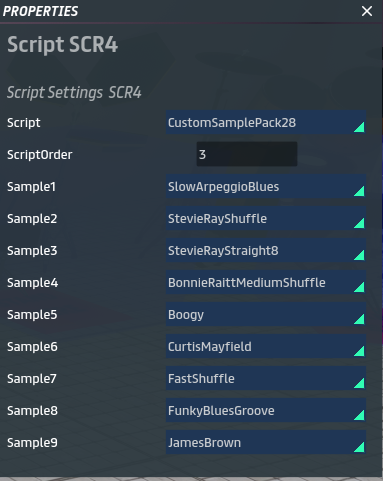 PROPERTIES
Script SCR4
Script Settings SCR4
Script CustomSamplePack28
ScriptOrder 3
Sample1 SlowArpeggioBlues
Sample2 StevieRayShuffle
Sample3 StevieRayStraight8
Sample4 BonnieRaittMediumShuffle
Sample5 Boogy
Sample6 CurtisMayfield
Sample7 FastShuffle
Sample8 FunkyBluesGroove
Sample9 JamesBrown